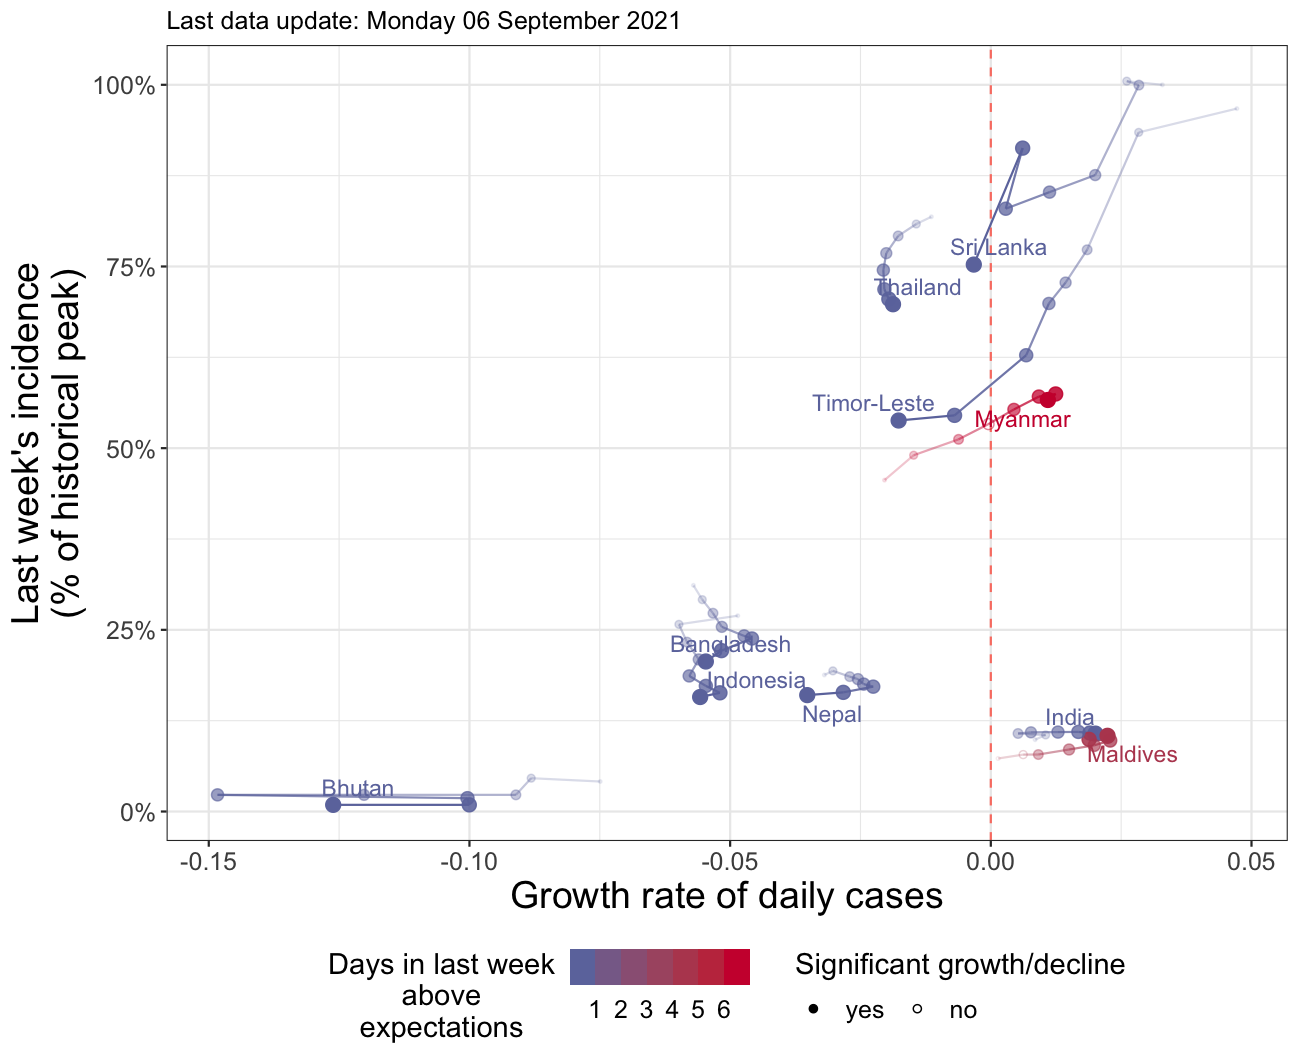 Last data update: Monday 06 September 2021
Last week's incidence
(% of historical peak)
100%
75%
50%
25%
0%
Sri Lanka
Thailand
Timor-Leste
Myanmar
Bangladesh
Indonesia
Nepal
India
Maldives
Bhutan
-0.15
-0.10
-0.05
0.00
0.05
Growth rate of daily cases
Days in last week
above
expectations
1 2 3 4 5 6
Significant growth/decline
yes no